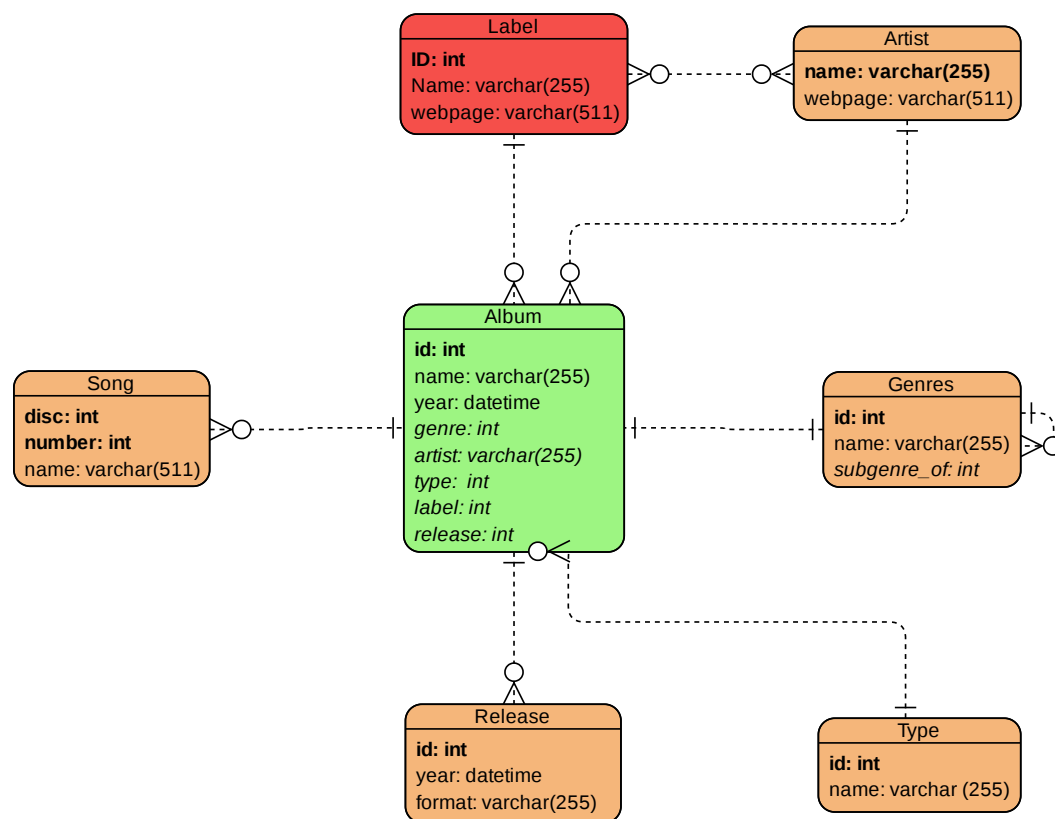 Label
ID: int
Name: varchar(255)
webpage: varchar(511)
Artist
name: varchar(255)
webpage: varchar(511)
Album
id: int
name: varchar(255)
year: datetime
genre: int
artist: varchar(255)
type:  int
label: int
release: int
Song
disc: int
number: int
name: varchar(511)
Genres
id: int
name: varchar(255)
subgenre_of: int
Release
id: int
year: datetime
format: varchar(255)
Type
id: int
name: varchar (255)